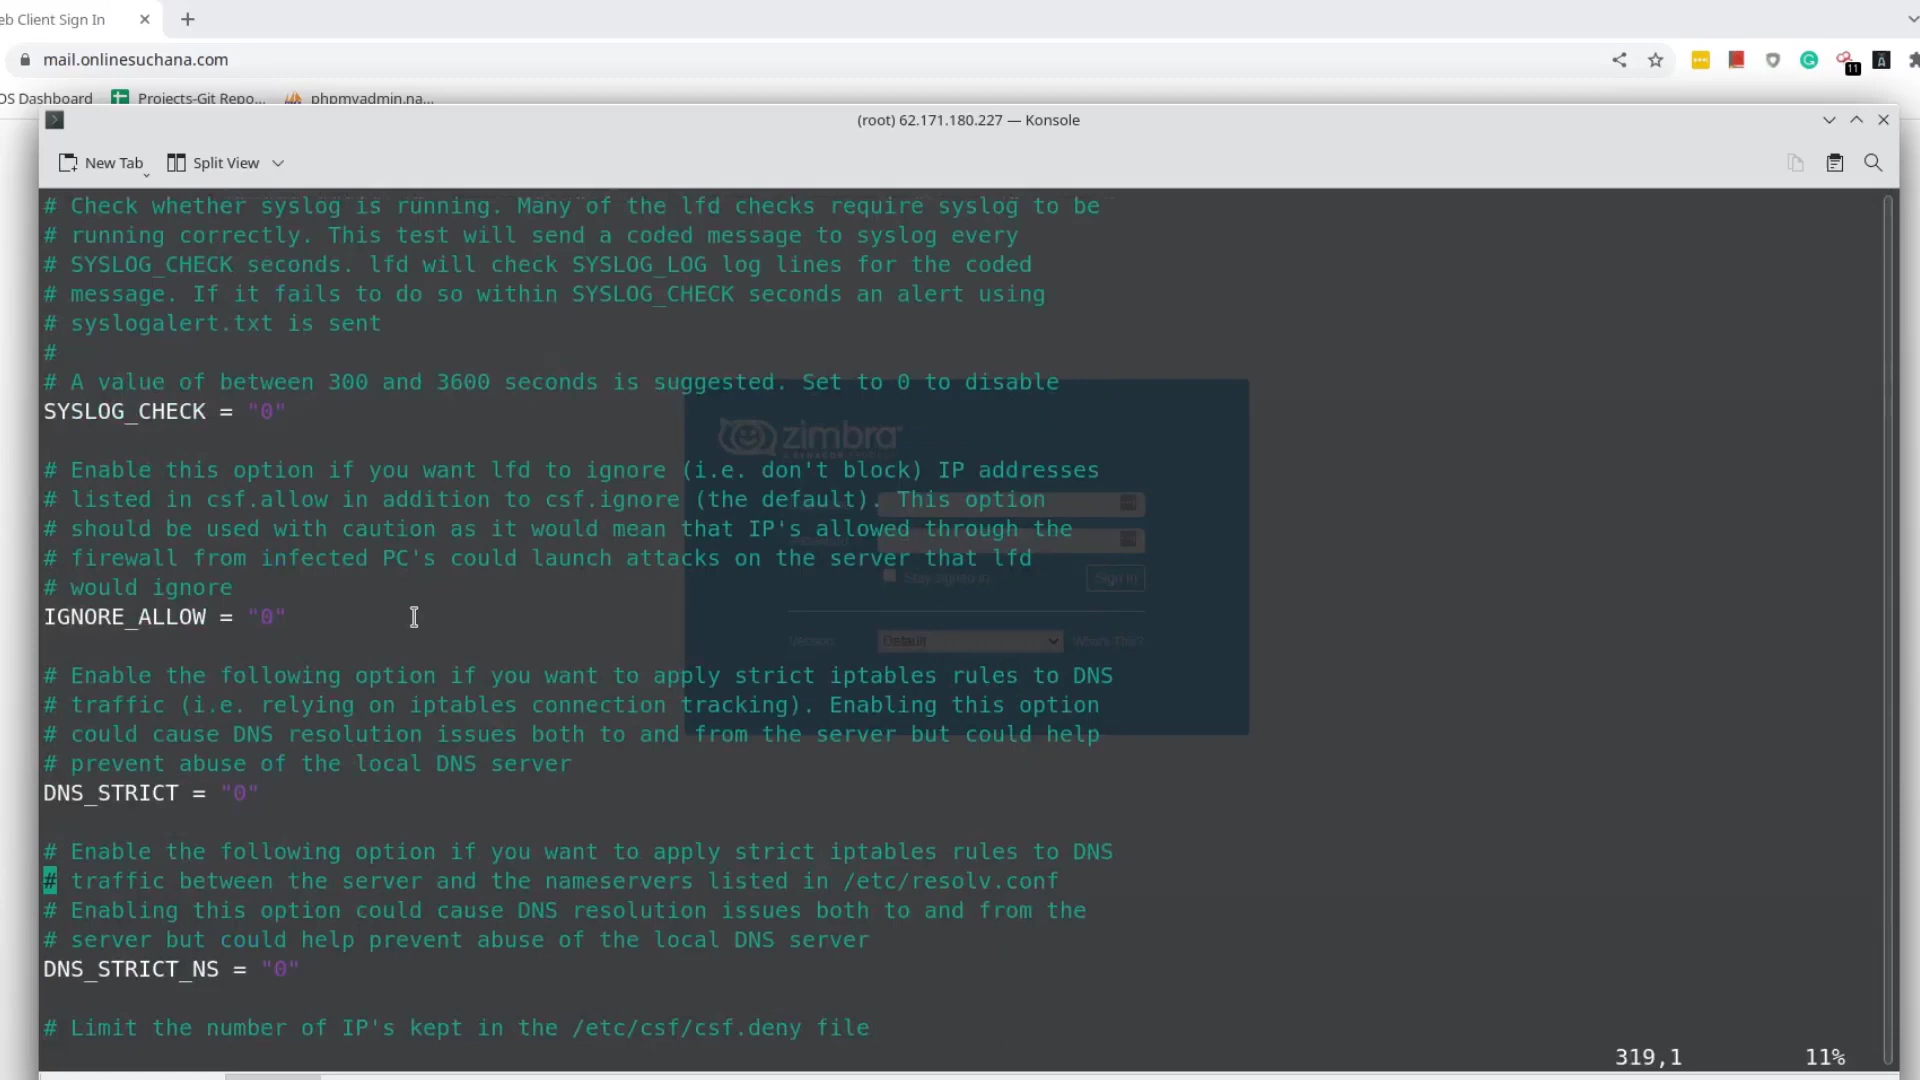 eb Client Sign In
mail.onlinesuchana.com
11
OS Dashboard
Projects-Git Repo...
phpmyadmin.na...
(root) 62.171.180.227 — Konsole
New Tab
Split View
# Check whether syslog is running. Many of the lfd checks require syslog to be
# running correctly. This test will send a coded message to syslog every
# SYSLOG_CHECK seconds. lfd will check SYSLOG_LOG log lines for the coded
# message. If it fails to do so within SYSLOG_CHECK seconds an alert using
# syslogalert.txt is sent
#
# A value of between 300 and 3600 seconds is suggested. Set to 0 to disable
SYSLOG_CHECK = "0"
zimbra
# Enable this option if you want lfd to ignore (i.e. don't block) IP addresses
# listed in csf.allow in addition to csf.ignore (the default). This option
# should be used with caution as it would mean that IP's allowed through the
# firewall from infected PC's could launch attacks on the server that lfd
# would ignore
Stay signed in
Sign In
IGNORE_ALLOW = "0"
Version:
Default
What's This?
# Enable the following option if you want to apply strict iptables rules to DNS
# traffic (i.e. relying on iptables connection tracking). Enabling this option
# could cause DNS resolution issues both to and from the server but could help
# prevent abuse of the local DNS server
DNS_STRICT = "0"
# Enable the following option if you want to apply strict iptables rules to DNS
# traffic between the server and the nameservers listed in /etc/resolv.conf
# Enabling this option could cause DNS resolution issues both to and from the
# server but could help prevent abuse of the local DNS server
DNS_STRICT_NS = "0"
# Limit the number of IP's kept in the /etc/csf/csf.deny file
319,1
11%